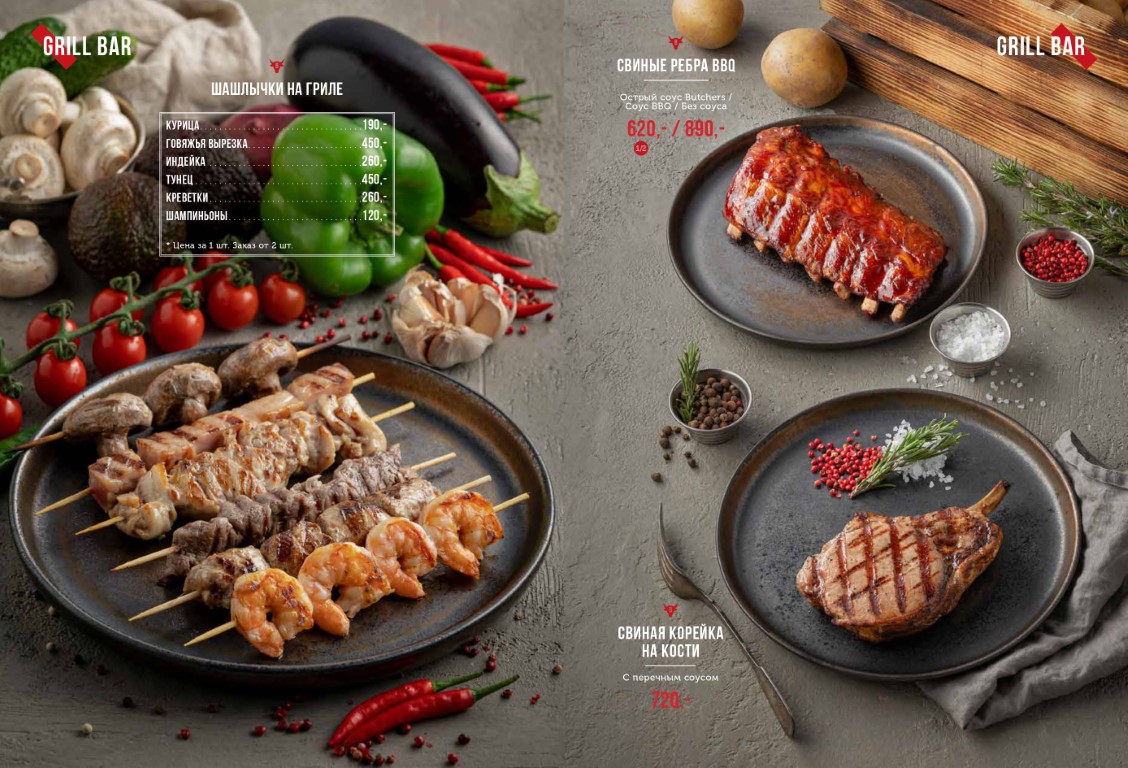 GRILL BAR
ШАШЛЫЧКИ НА ГРИЛЕ
КУРИЦА 190,-
ГОВЯЖЬЯ ВЫРЕЗКА 450,-
ИНДЕЙКА 260,-
ТУНЕЦ 450,-
КРЕВЕТКИ 260,-
ШАМПИНЬОНЫ 120,-
* Цена за 1 шт. Заказ от 2 шт.
GRILL BAR
СВИНЫЕ РЕБРА BBQ
Острый соус Butchers /
Соус BBQ / Без соуса
620,- / 890,-
1/2
СВИНАЯ КОРЕЙКА
НА КОСТИ
С перечным соусом
720,-